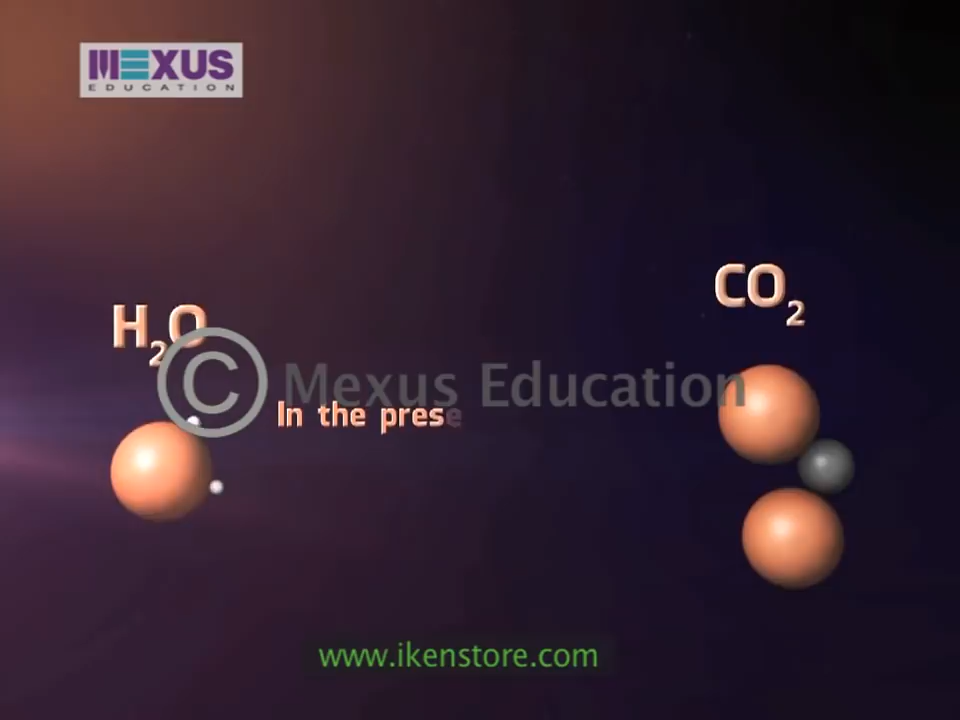 MEXUS
EDUCATION
CO2
H2O
© Mexus Education
In the prese
www.ikenstore.com